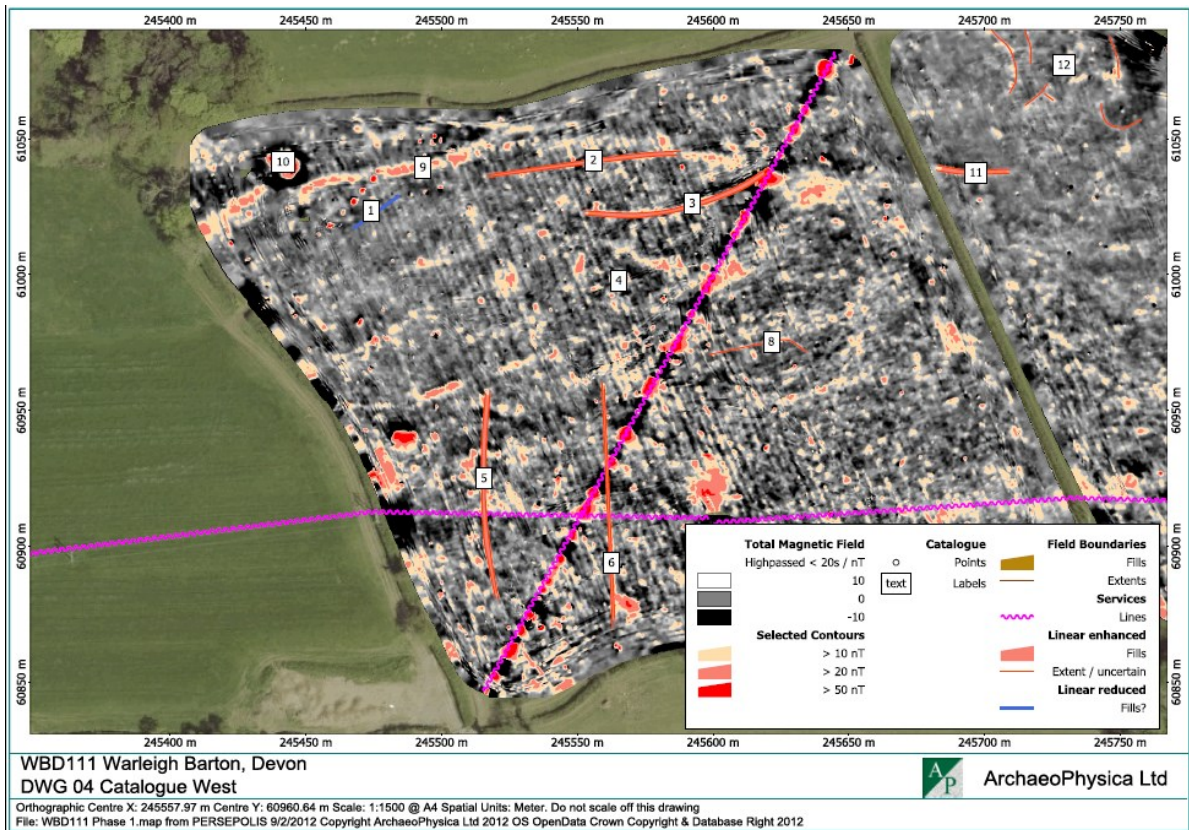 245400 m 245450 m 245500 m 245550 m 245600 m 245650 m 245700 m 245750 m
61050
61000
60950
60900
60850
61050
61000
60950
60900
60850
12
10
9
2
11
1
3
4
8
5
6
Total Magnetic Field
Highpassed < 20s / nT
10
0
-10
Selected Contours
> 10 nT
> 20 nT
> 50 nT
Catalogue
Points
text Labels
Field Boundaries
Fills
Extents
Services
Lines
Linear enhanced
Fills
Extent / uncertain
Linear reduced
Fills?
245400 m 245450 m 245500 m 245550 m 245600 m 245650 m 245700 m 245750 m
WBD111 Warleigh Barton, Devon
DWG 04 Catalogue West
AP ArchaeoPhysica Ltd
Orthographic Centre X: 245557.97 m Centre Y: 60960.64 m Scale: 1:1500 @ A4 Spatial Units: Meter. Do not scale off this drawing
File: WBD111 Phase 1.map from PERSEPOLIS 9/2/2012 Copyright ArchaeoPhysica Ltd 2012 OS OpenData Crown Copyright & Database Right 2012